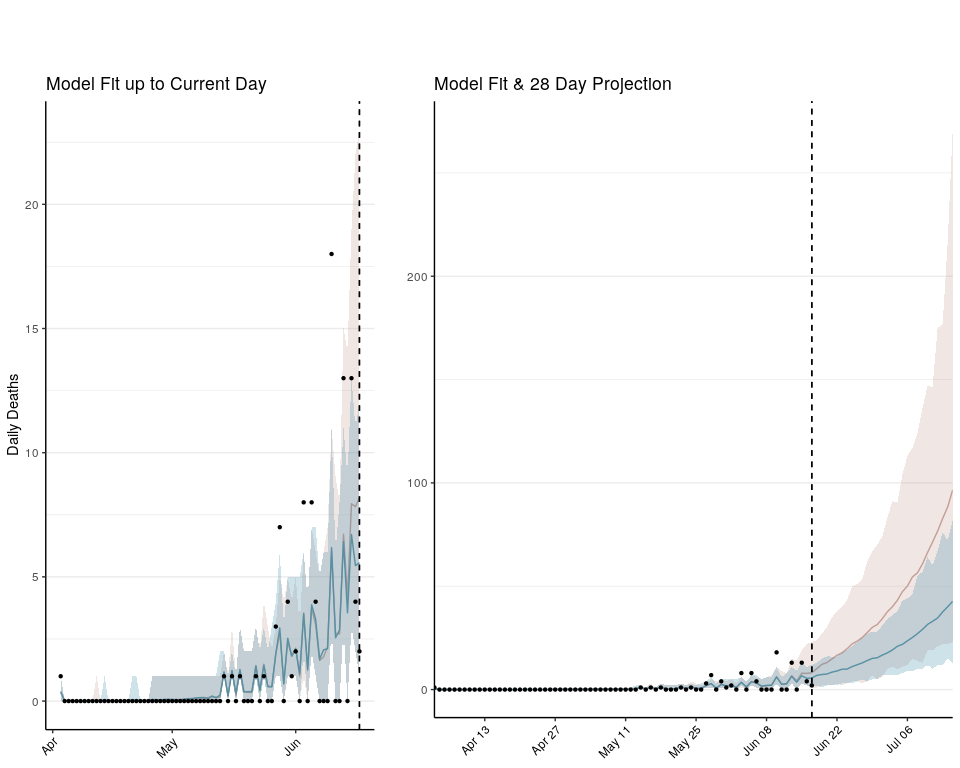 Model Fit up to Current Day
Daily Deaths
20
15
10
5
0
Apr
May
Jun
Model Fit & 28 Day Projection
200
100
0
Apr 13
Apr 27
May 11
May 25
Jun 08
Jun 22
Jul 06